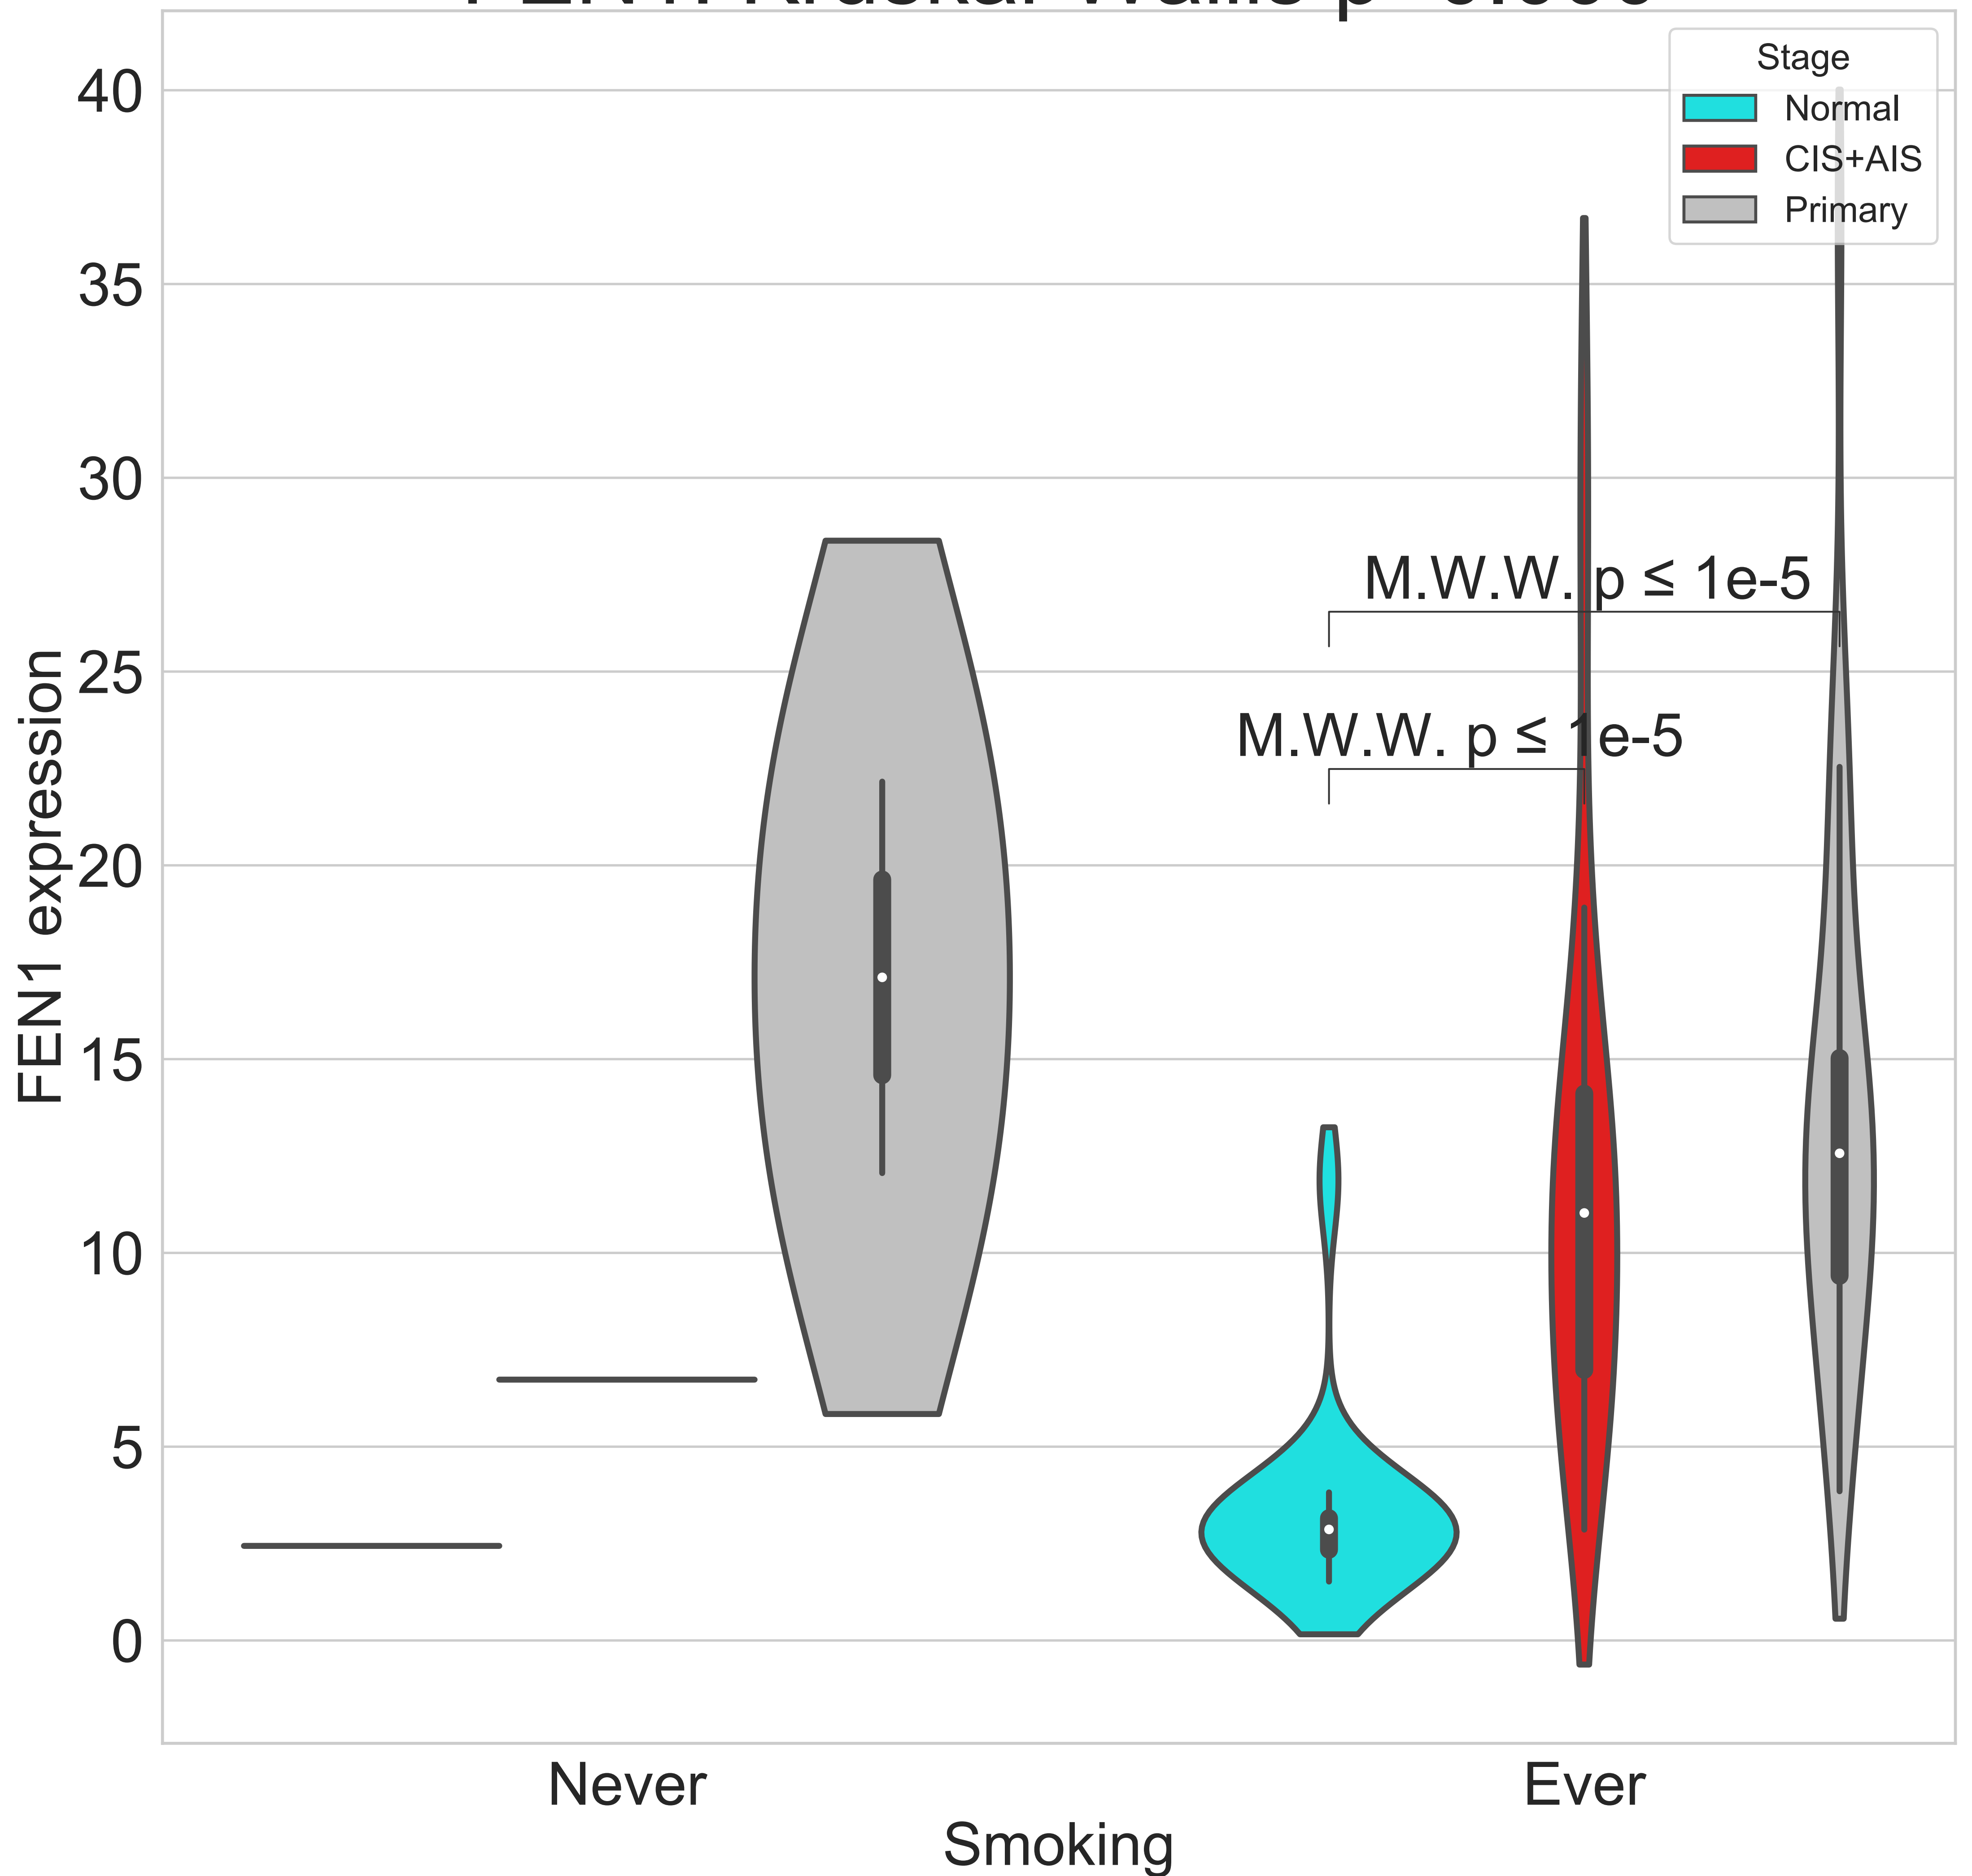 Stage
Normal
CIS+AIS
Primary
40
35
30
25
20
15
10
5
0
FEN1 expression
M.W.W. p ≤ 1e-5
M.W.W. p ≤ 1e-5
Never
Ever
Smoking